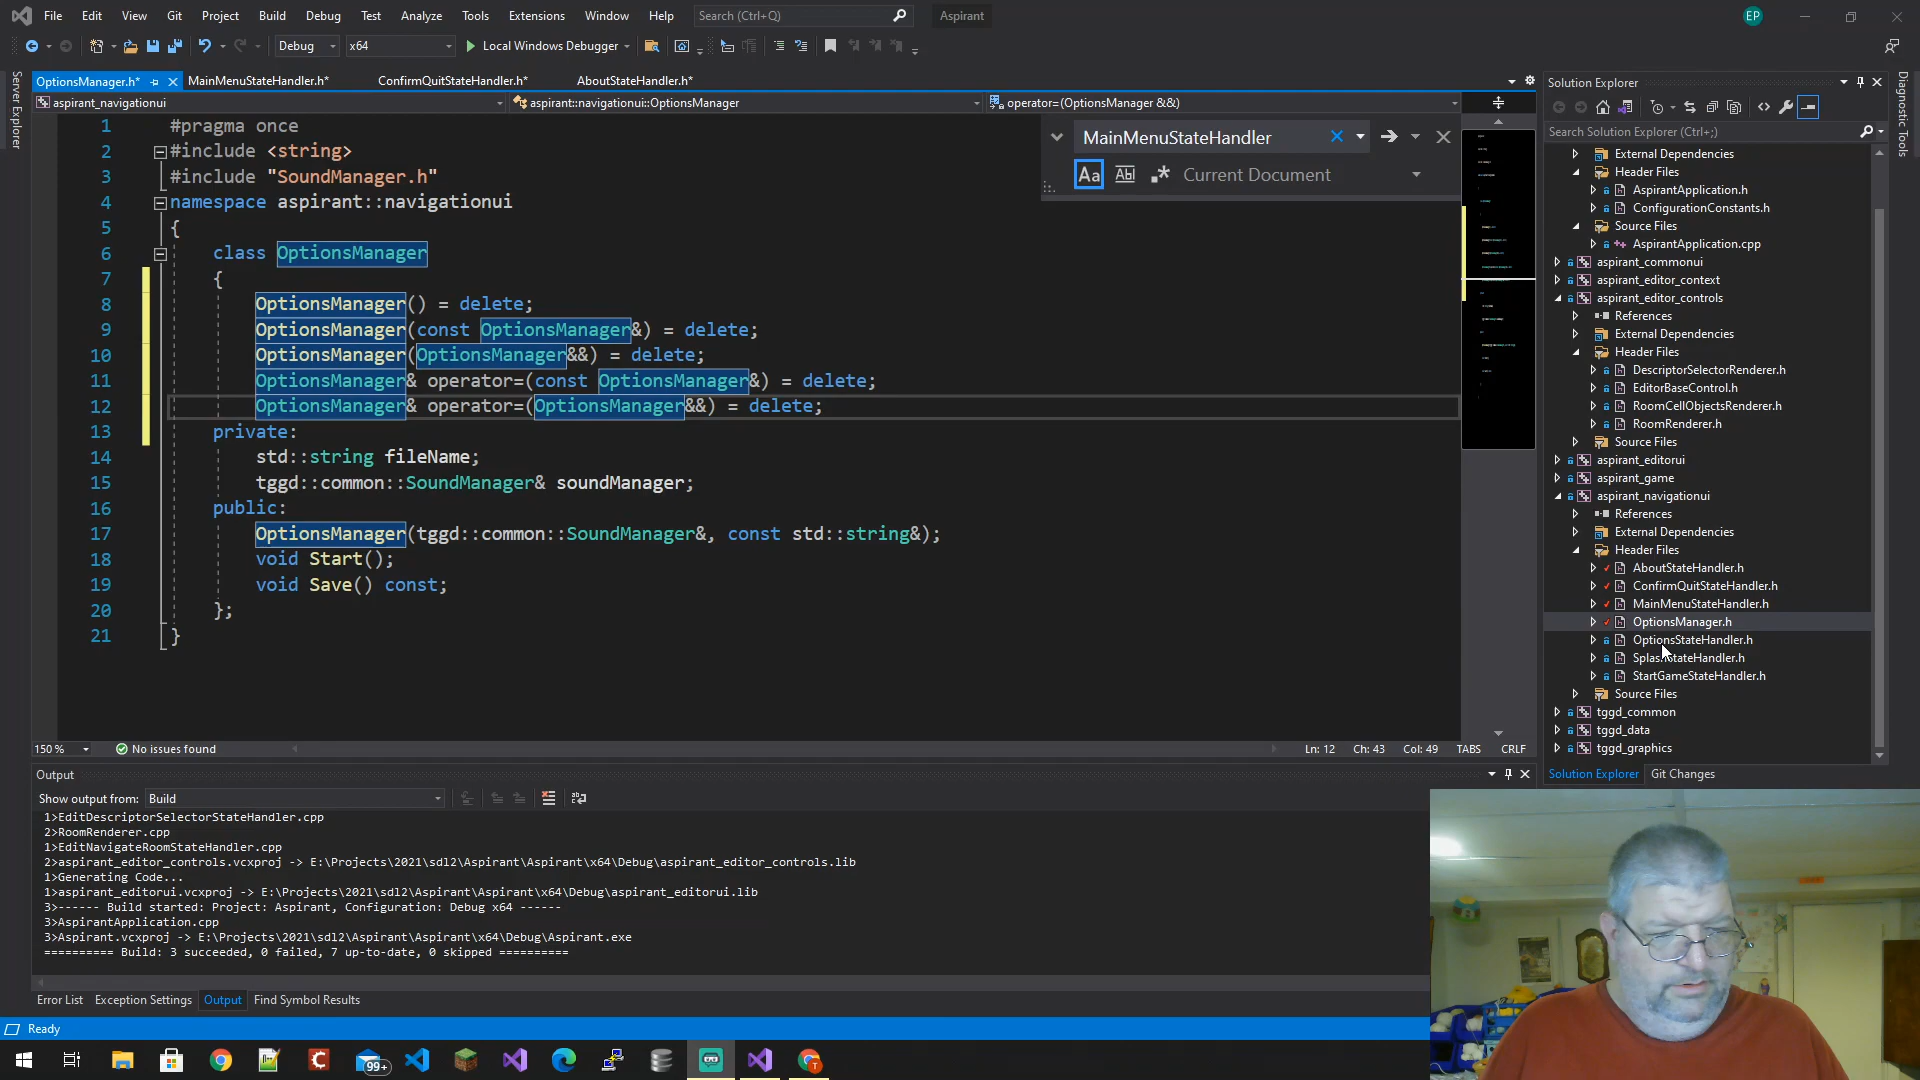 File Edit View Git Project Build Debug Test Analyze Tools Extensions Window Help Search (Ctrl+Q) Aspirant EP
Debug x64 Local Windows Debugger
OptionsManager.h* MainMenuStateHandler.h* ConfirmQuitStateHandler.h* AboutStateHandler.h*
aspirant_navigationui aspirant::navigationui::OptionsManager operator=(OptionsManager &&)
Server Explorer
1 #pragma once
2 #include <string>
3 #include "SoundManager.h"
4 namespace aspirant::navigationui
5 {
6 class OptionsManager
7 {
8 OptionsManager() = delete;
9 OptionsManager(const OptionsManager&) = delete;
10 OptionsManager(OptionsManager&&) = delete;
11 OptionsManager& operator=(const OptionsManager&) = delete;
12 OptionsManager& operator=(OptionsManager&&) = delete;
13 private:
14 std::string fileName;
15 tggd::common::SoundManager& soundManager;
16 public:
17 OptionsManager(tggd::common::SoundManager&, const std::string&);
18 void Start();
19 void Save() const;
20 };
21 }
MainMenuStateHandler
Aa Abl .* Current Document
150 % No issues found Ln: 12 Ch: 43 Col: 49 TABS CRLF
Output
Show output from: Build
1>EditDescriptorSelectorStateHandler.cpp
2>RoomRenderer.cpp
1>EditNavigateRoomStateHandler.cpp
2>aspirant_editor_controls.vcxproj -> E:\Projects\2021\sdl2\Aspirant\Aspirant\x64\Debug\aspirant_editor_controls.lib
1>Generating Code...
1>aspirant_editorui.vcxproj -> E:\Projects\2021\sdl2\Aspirant\Aspirant\x64\Debug\aspirant_editorui.lib
3>------ Build started: Project: Aspirant, Configuration: Debug x64 ------
3>AspirantApplication.cpp
3>Aspirant.vcxproj -> E:\Projects\2021\sdl2\Aspirant\Aspirant\x64\Debug\Aspirant.exe
========== Build: 3 succeeded, 0 failed, 7 up-to-date, 0 skipped ==========
Error List Exception Settings Output Find Symbol Results
Ready
99+
Solution Explorer
Search Solution Explorer (Ctrl+;)
External Dependencies
Header Files
AspirantApplication.h
ConfigurationConstants.h
Source Files
AspirantApplication.cpp
aspirant_commonui
aspirant_editor_context
aspirant_editor_controls
References
External Dependencies
Header Files
DescriptorSelectorRenderer.h
EditorBaseControl.h
RoomCellObjectsRenderer.h
RoomRenderer.h
Source Files
aspirant_editorui
aspirant_game
aspirant_navigationui
References
External Dependencies
Header Files
AboutStateHandler.h
ConfirmQuitStateHandler.h
MainMenuStateHandler.h
OptionsManager.h
OptionsStateHandler.h
StartGameStateHandler.h
Source Files
tggd_common
tggd_data
tggd_graphics
Solution Explorer Git Changes
Diagnostic Tools